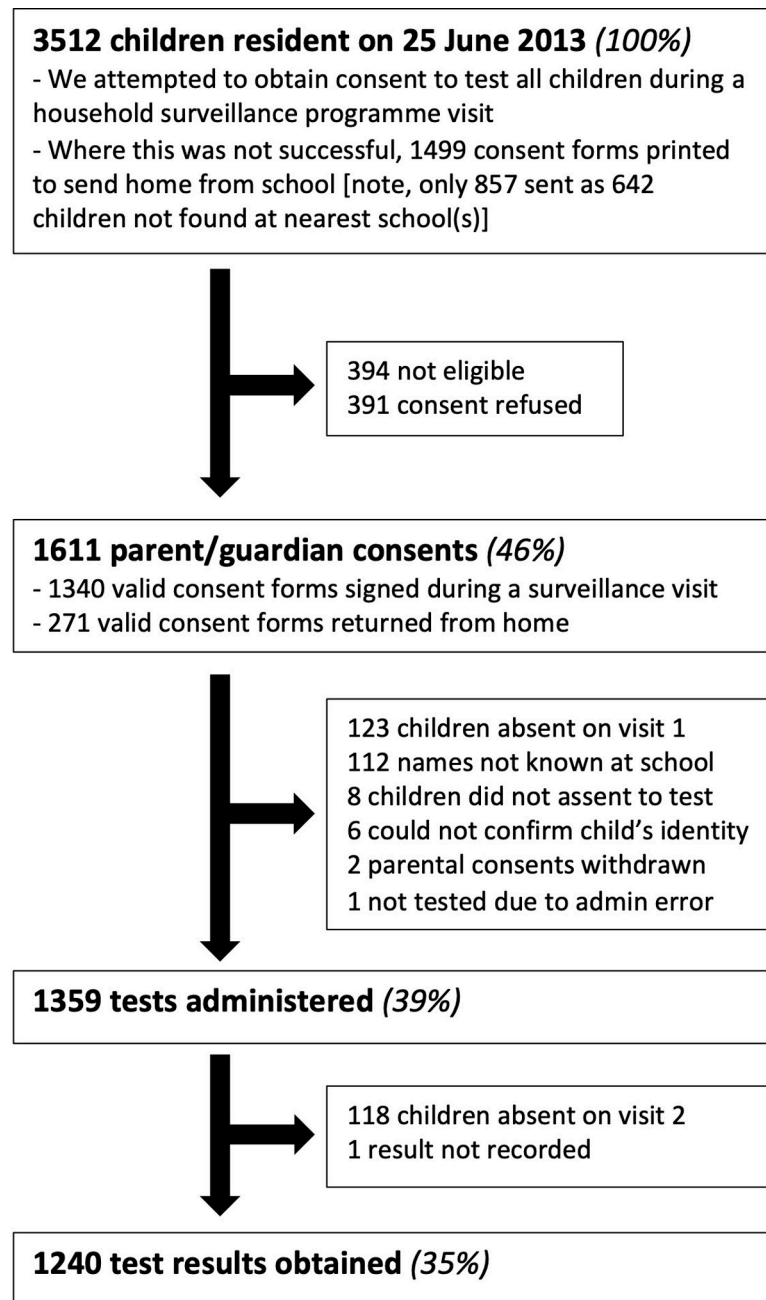 3512 children resident on 25 June 2013 (100%)
- We attempted to obtain consent to test all children during a
household surveillance programme visit
- Where this was not successful, 1499 consent forms printed
to send home from school [note, only 857 sent as 642
children not found at nearest school(s)]
394 not eligible
391 consent refused
1611 parent/guardian consents (46%)
- 1340 valid consent forms signed during a surveillance visit
- 271 valid consent forms returned from home
123 children absent on visit 1
112 names not known at school
8 children did not assent to test
6 could not confirm child’s identity
2 parental consents withdrawn
1 not tested due to admin error
1359 tests administered (39%)
118 children absent on visit 2
1 result not recorded
1240 test results obtained (35%)